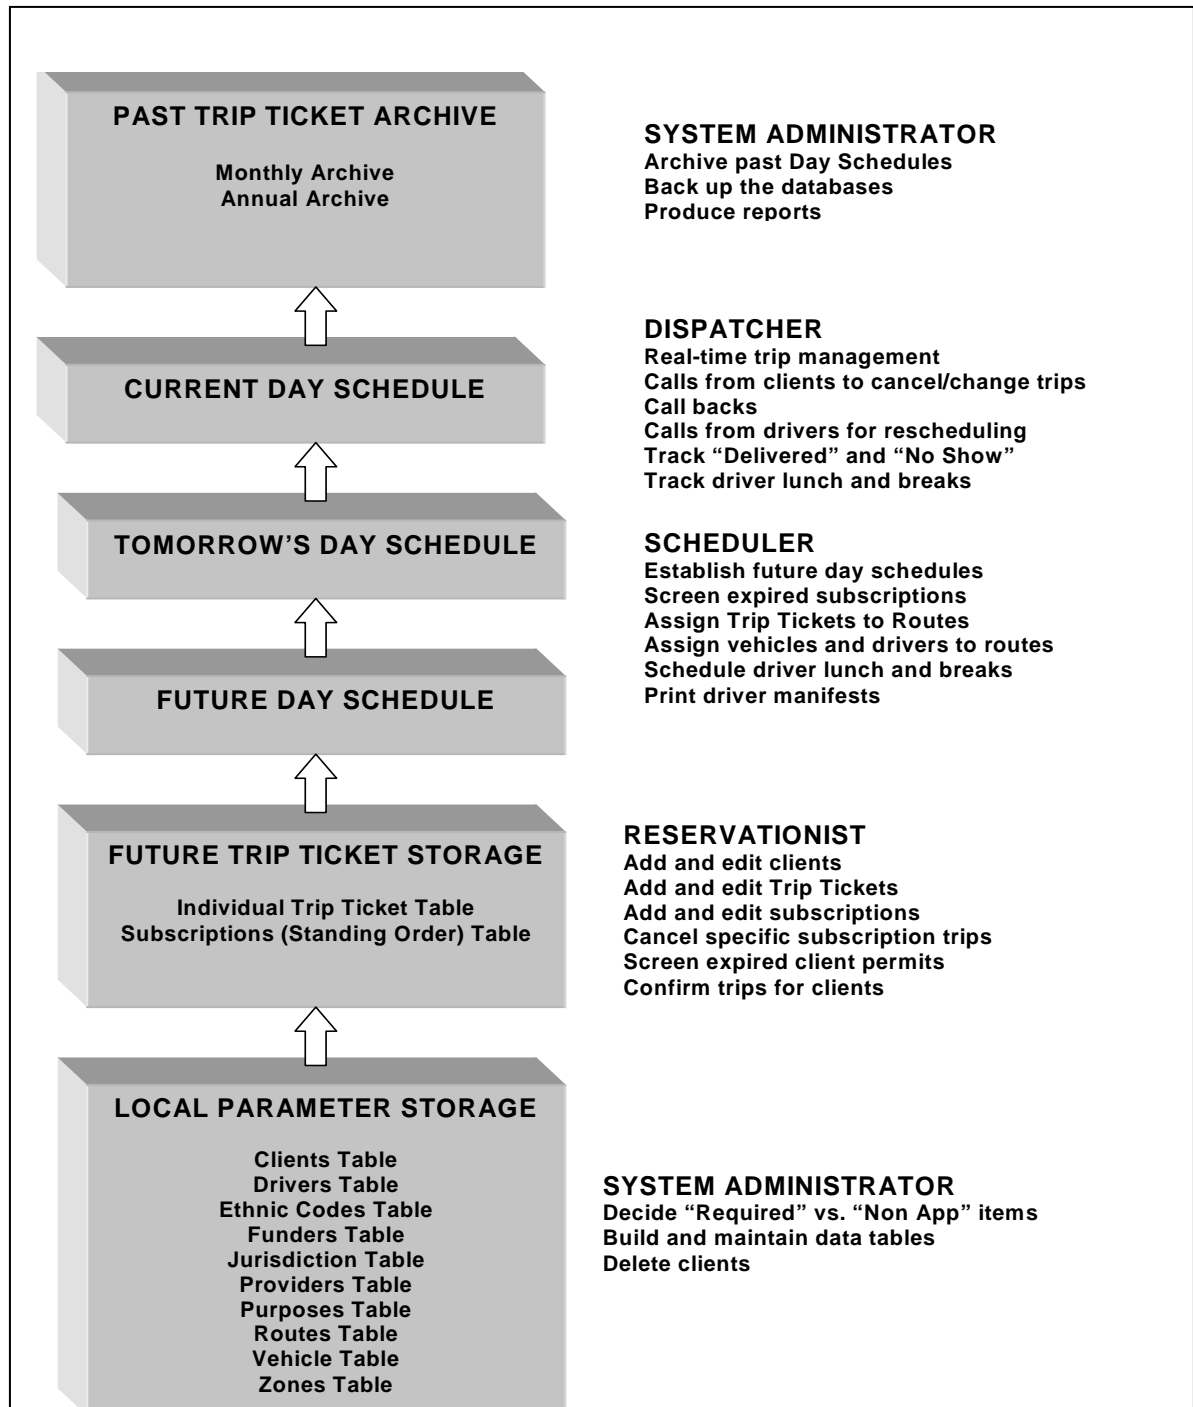 PAST TRIP TICKET ARCHIVE
Monthly Archive
Annual Archive
SYSTEM ADMINISTRATOR
Archive past Day Schedules
Back up the databases
Produce reports
CURRENT DAY SCHEDULE
DISPATCHER
Real-time trip management
Calls from clients to cancel/change trips
Call backs
Calls from drivers for rescheduling
Track “Delivered” and “No Show”
Track driver lunch and breaks
TOMORROW’S DAY SCHEDULE
FUTURE DAY SCHEDULE
SCHEDULER
Establish future day schedules
Screen expired subscriptions
Assign Trip Tickets to Routes
Assign vehicles and drivers to routes
Schedule driver lunch and breaks
Print driver manifests
FUTURE TRIP TICKET STORAGE
Individual Trip Ticket Table
Subscriptions (Standing Order) Table
RESERVATIONIST
Add and edit clients
Add and edit Trip Tickets
Add and edit subscriptions
Cancel specific subscription trips
Screen expired client permits
Confirm trips for clients
LOCAL PARAMETER STORAGE
Clients Table
Drivers Table
Ethnic Codes Table
Funders Table
Jurisdiction Table
Providers Table
Purposes Table
Routes Table
Vehicle Table
Zones Table
SYSTEM ADMINISTRATOR
Decide “Required” vs. “Non App” items
Build and maintain data tables
Delete clients